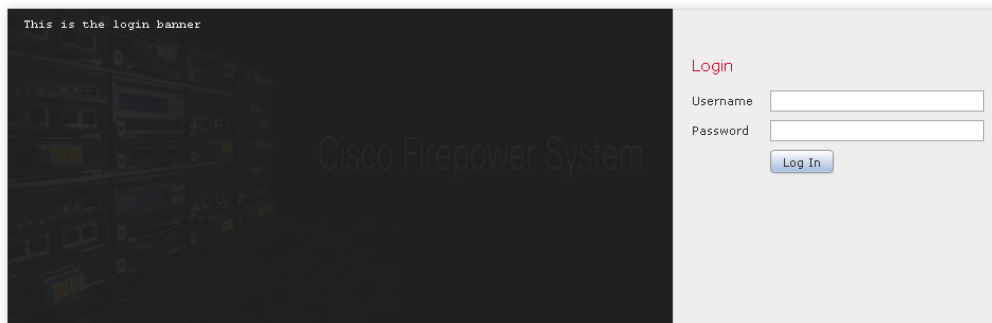 This is the login banner
Cisco Firepower System
Login
Username
Password
Log In